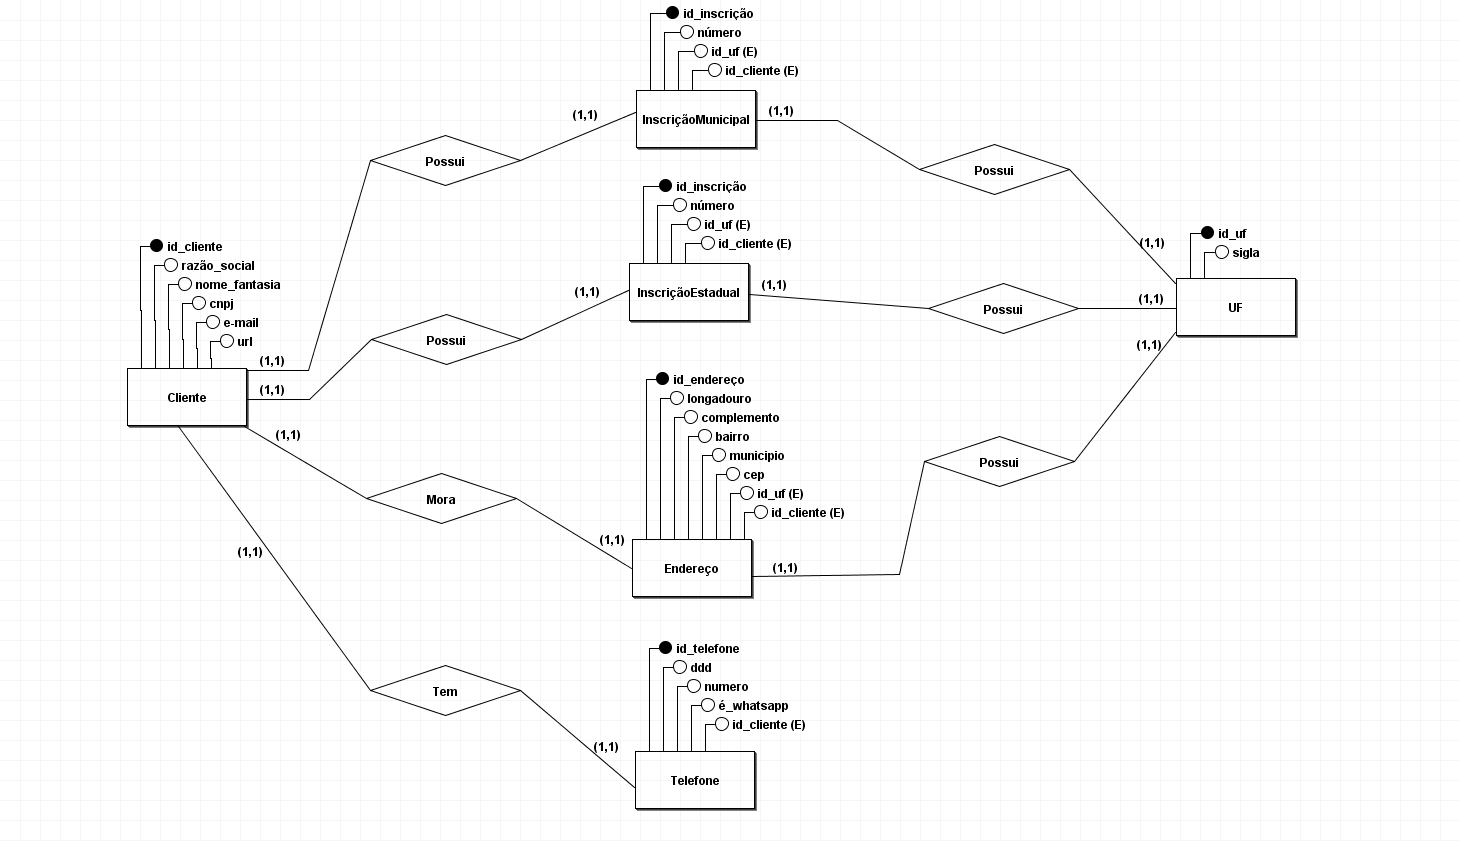 id_inscrição
número
id_uf (E)
id_cliente (E)
InscriçãoMunicipal
(1,1)
(1,1)
Possui
Possui
id_inscrição
número
id_uf (E)
id_cliente (E)
InscriçãoEstadual
(1,1)
(1,1)
Possui
Possui
(1,1)
(1,1)
(1,1)
id_uf
sigla
UF
id_cliente
razão_social
nome_fantasia
cnpj
e-mail
url
(1,1)
(1,1)
Cliente
(1,1)
Mora
(1,1)
id_endereço
longadouro
complemento
bairro
municipio
cep
id_uf (E)
id_cliente (E)
Endereço
(1,1)
(1,1)
Possui
Tem
(1,1)
id_telefone
ddd
numero
é_whatsapp
id_cliente (E)
Telefone